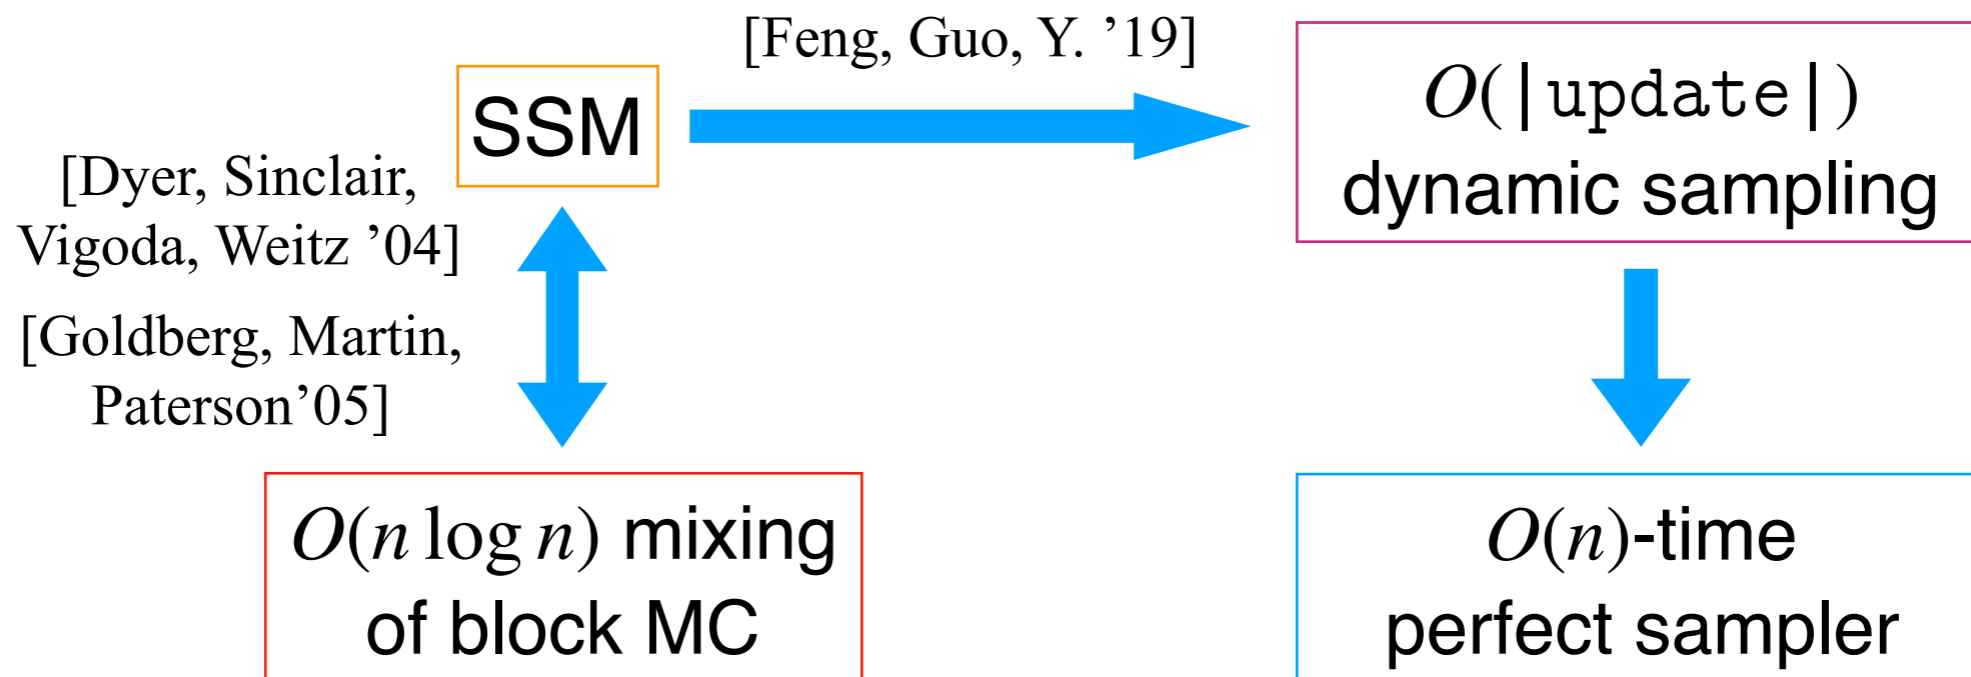 [Feng, Guo, Y. ’19]
SSM
[Dyer, Sinclair,
Vigoda, Weitz ’04]
[Goldberg, Martin,
Paterson’05]
O(n log n) mixing
of block MC
O(|update|)
dynamic sampling
O(n)-time
perfect sampler